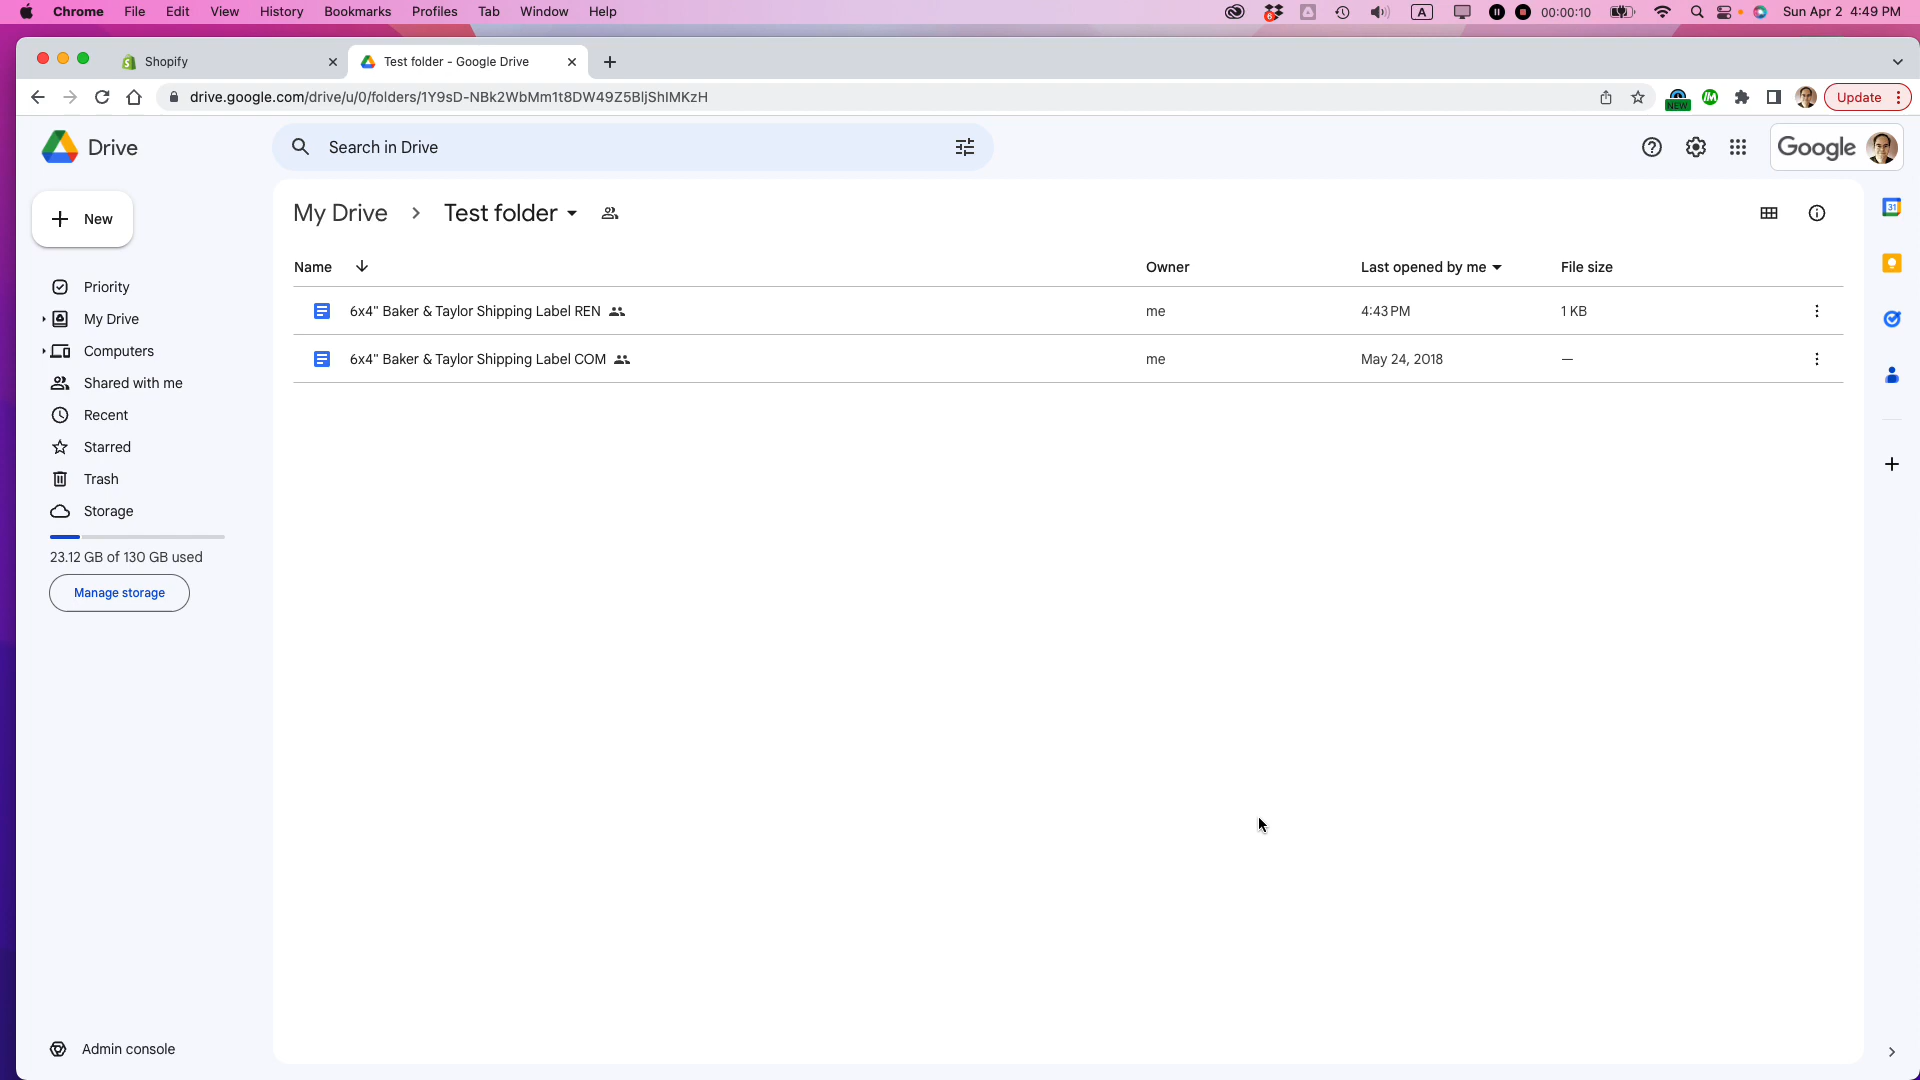 Chrome File Edit View History Bookmarks Profiles Tab Window Help
6 A 00:00:10 Sun Apr 2 4:49 PM
Shopify
Test folder - Google Drive
drive.google.com/drive/u/0/folders/1Y9sD-NBk2WbMm1t8DW49Z5BljShIMKzH
NEW
Update
Drive
Search in Drive
Google
New
My Drive
Test folder
31
Name Owner Last opened by me File size
6x4" Baker & Taylor Shipping Label REN me 4:43 PM 1 KB
6x4" Baker & Taylor Shipping Label COM me May 24, 2018 —
Priority
My Drive
Computers
Shared with me
Recent
Starred
Trash
Storage
23.12 GB of 130 GB used
Manage storage
Admin console